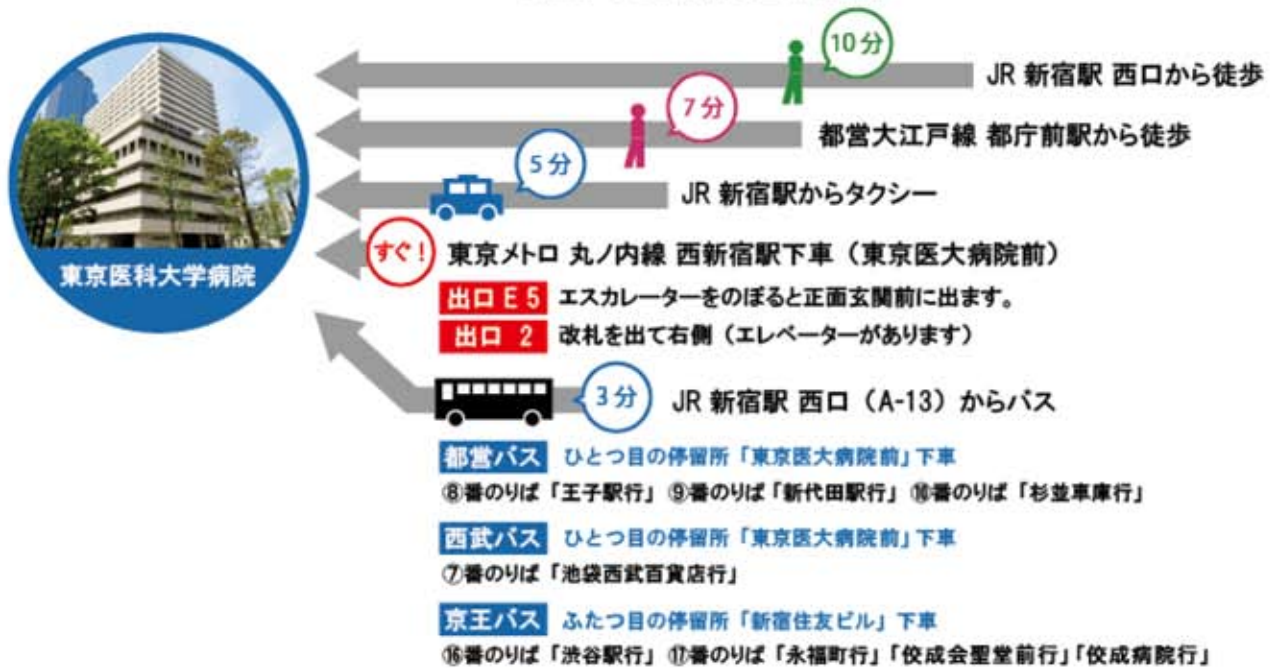 10分
JR 新宿駅 西口から徒歩
7分
都営大江戸線 都庁前駅から徒歩
5分
JR 新宿駅からタクシー
すぐ！
東京メトロ 丸ノ内線 西新宿駅下車（東京医大病院前）
東京医科大学病院
出口 E 5 エスカレーターをのぼると正面玄関前に出ます。
出口 2 改札を出て右側（エレベーターがあります）
3分
JR 新宿駅 西口（A-13）からバス
都営バス ひとつ目の停留所「東京医大病院前」下車
⑧番のりば「王子駅行」 ⑨番のりば「新代田駅行」 ⑩番のりば「杉並車庫行」
西武バス ひとつ目の停留所「東京医大病院前」下車
⑦番のりば「池袋西武百貨店行」
京王バス ふたつ目の停留所「新宿住友ビル」下車
⑯番のりば「渋谷駅行」 ⑰番のりば「永福町行」「佼成会聖堂前行」「佼成病院行」